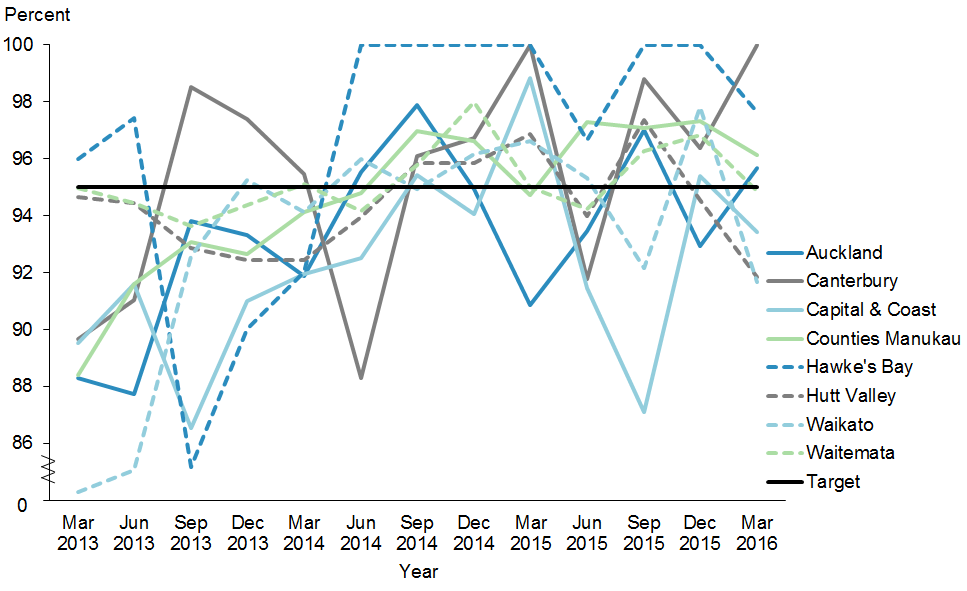 Percent
100
98
96
94
92
90
88
86
0
Auckland
Canterbury
Capital & Coast
Counties Manukau
Hawke's Bay
Hutt Valley
Waikato
Waitemata
Target
Mar Jun Sep Dec Mar Jun Sep Dec Mar Jun Sep Dec Mar
2013 2013 2013 2013 2014 2014 2014 2014 2015 2015 2015 2015 2016
Year